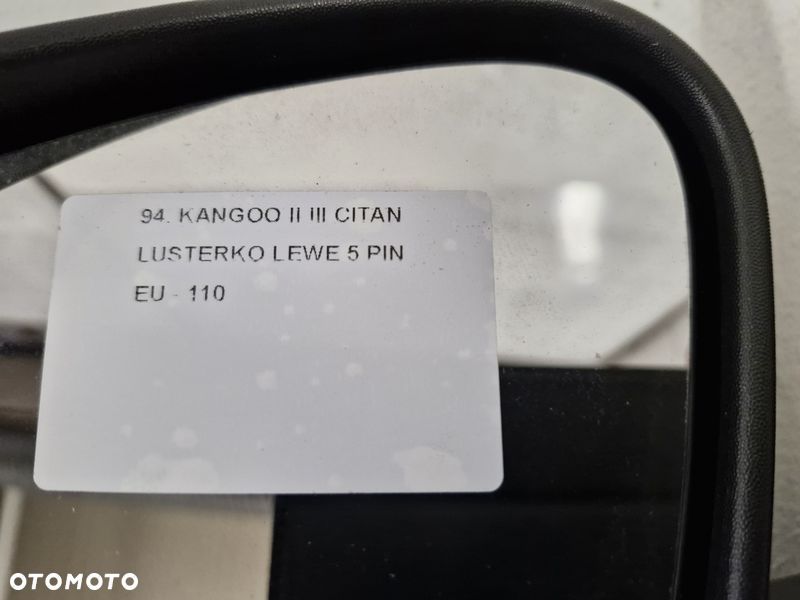 94. KANGOO II III CITAN
LUSTERKO LEWE 5 PIN
EU - 110
OTOMOTO